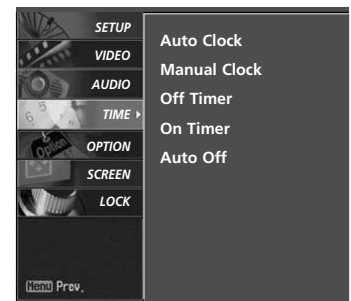 SETUP
VIDEO
AUDIO
TIME
OPTION
SCREEN
LOCK
Auto Clock
Manual Clock
Off Timer
On Timer
Auto Off
Option
Menu Prev.